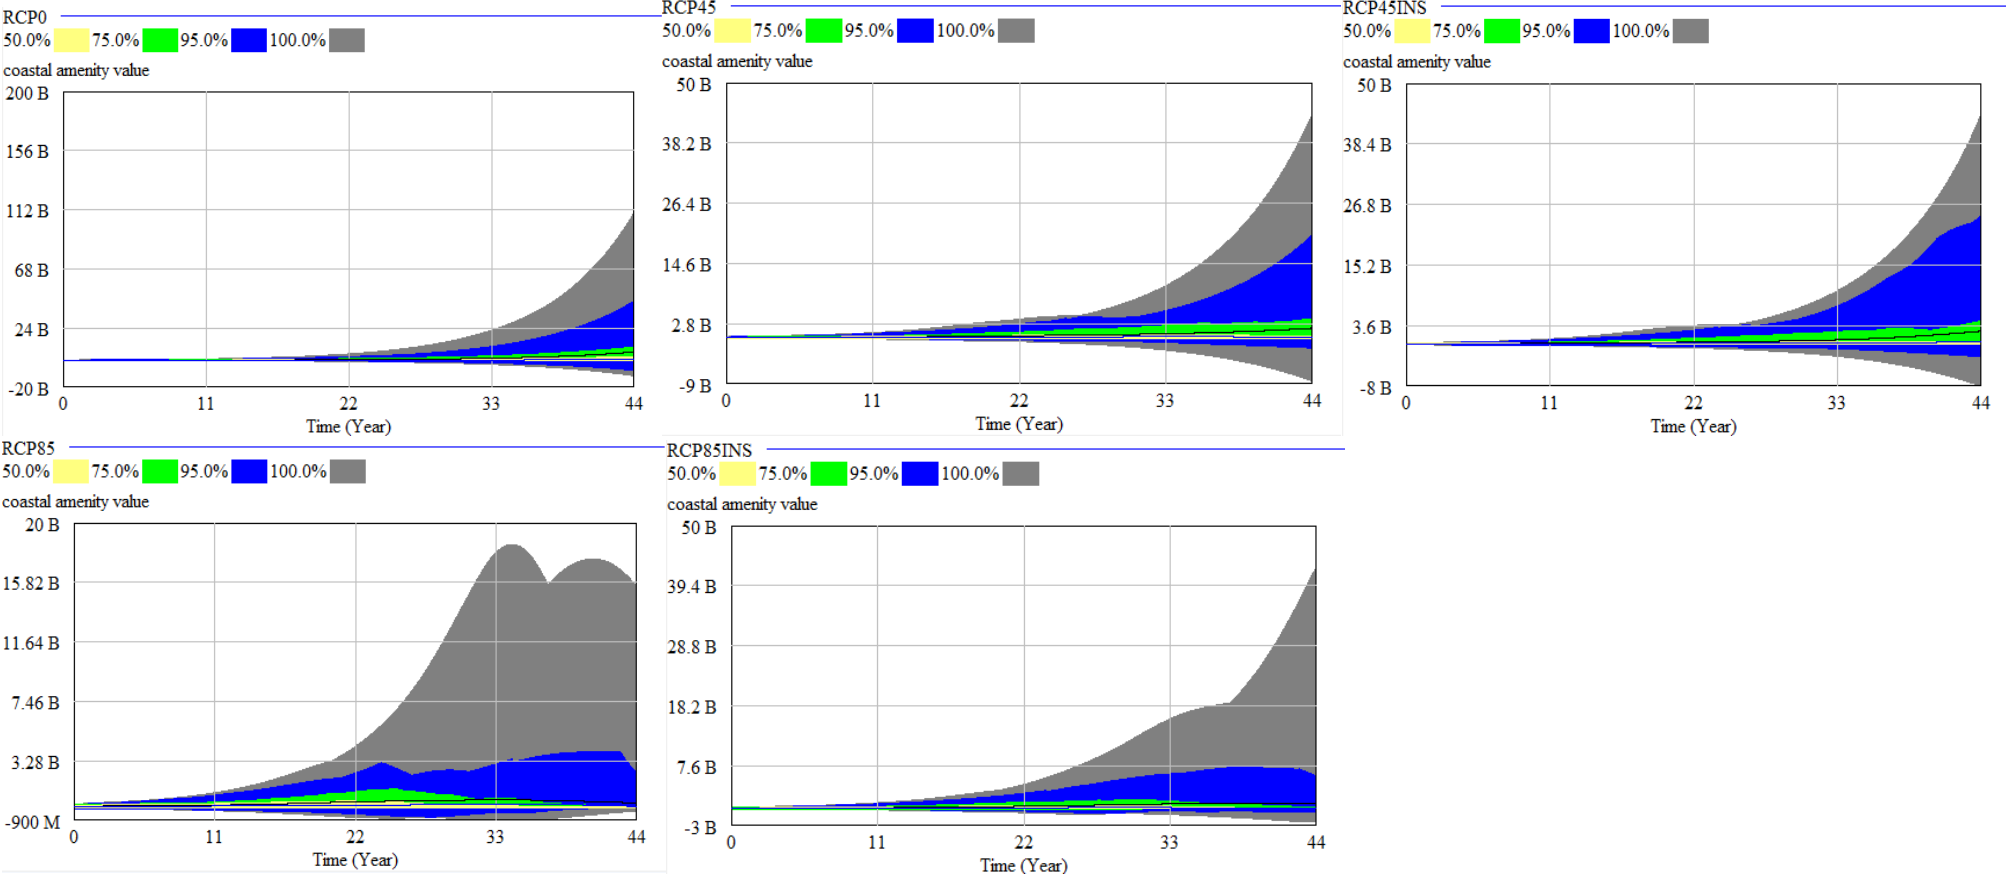 RCP0
50.0% 75.0% 95.0% 100.0%
coastal amenity value
200 B
156 B
112 B
68 B
24 B
-20 B
0 11 22 33 44
Time (Year)
RCP45
50.0% 75.0% 95.0% 100.0%
coastal amenity value
50 B
38.2 B
26.4 B
14.6 B
2.8 B
-9 B
0 11 22 33 44
Time (Year)
RCP45INS
50.0% 75.0% 95.0% 100.0%
coastal amenity value
50 B
38.4 B
26.8 B
15.2 B
3.6 B
-8 B
0 11 22 33 44
Time (Year)
RCP85
50.0% 75.0% 95.0% 100.0%
coastal amenity value
20 B
15.82 B
11.64 B
7.46 B
3.28 B
-900 M
0 11 22 33 44
Time (Year)
RCP85INS
50.0% 75.0% 95.0% 100.0%
coastal amenity value
50 B
39.4 B
28.8 B
18.2 B
7.6 B
-3 B
0 11 22 33 44
Time (Year)